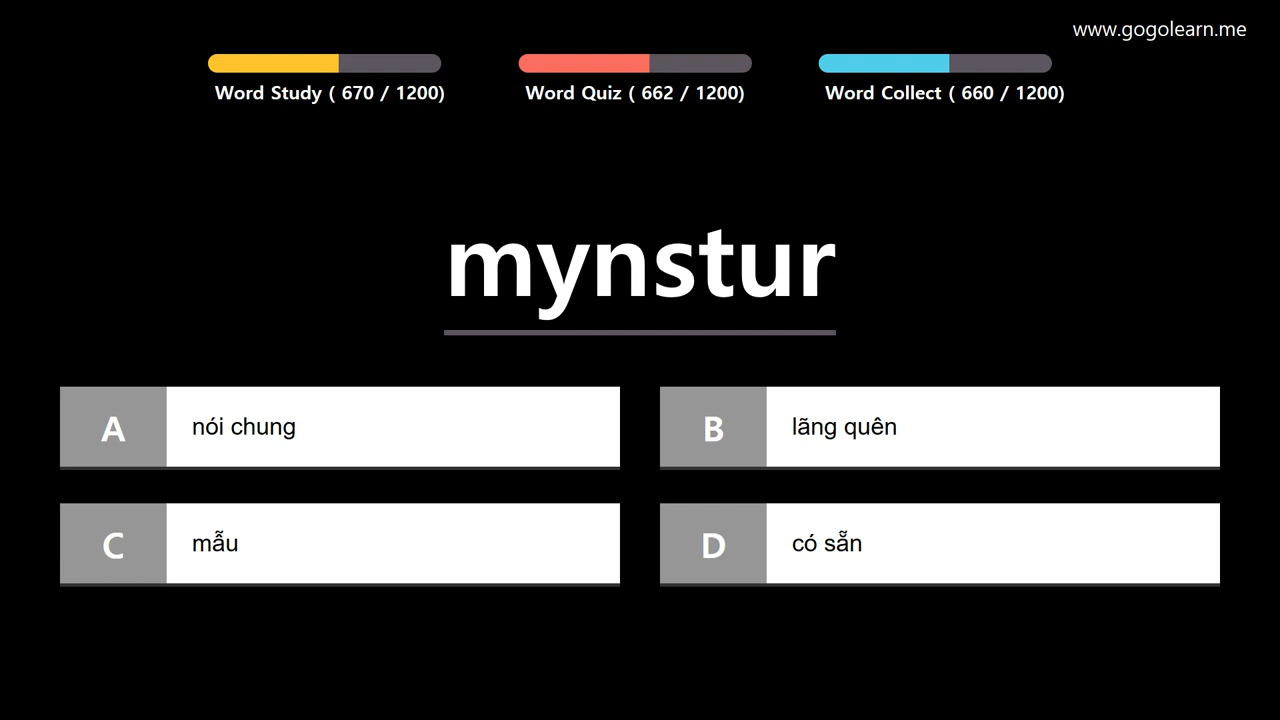 www.gogolearn.me
Word Study ( 670 / 1200)
Word Quiz ( 662 / 1200)
Word Collect ( 660 / 1200)
mynstur
A nói chung
B lãng quên
C mẫu
D có sẵn